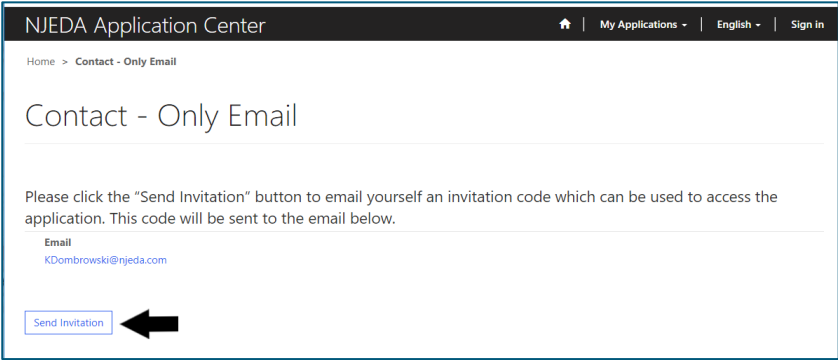 NJEDA Application Center
My Applications | English | Sign in
Home > Contact - Only Email
Contact - Only Email
Please click the “Send Invitation” button to email yourself an invitation code which can be used to access the
application. This code will be sent to the email below.
Email
KDombrowski@njeda.com
Send Invitation